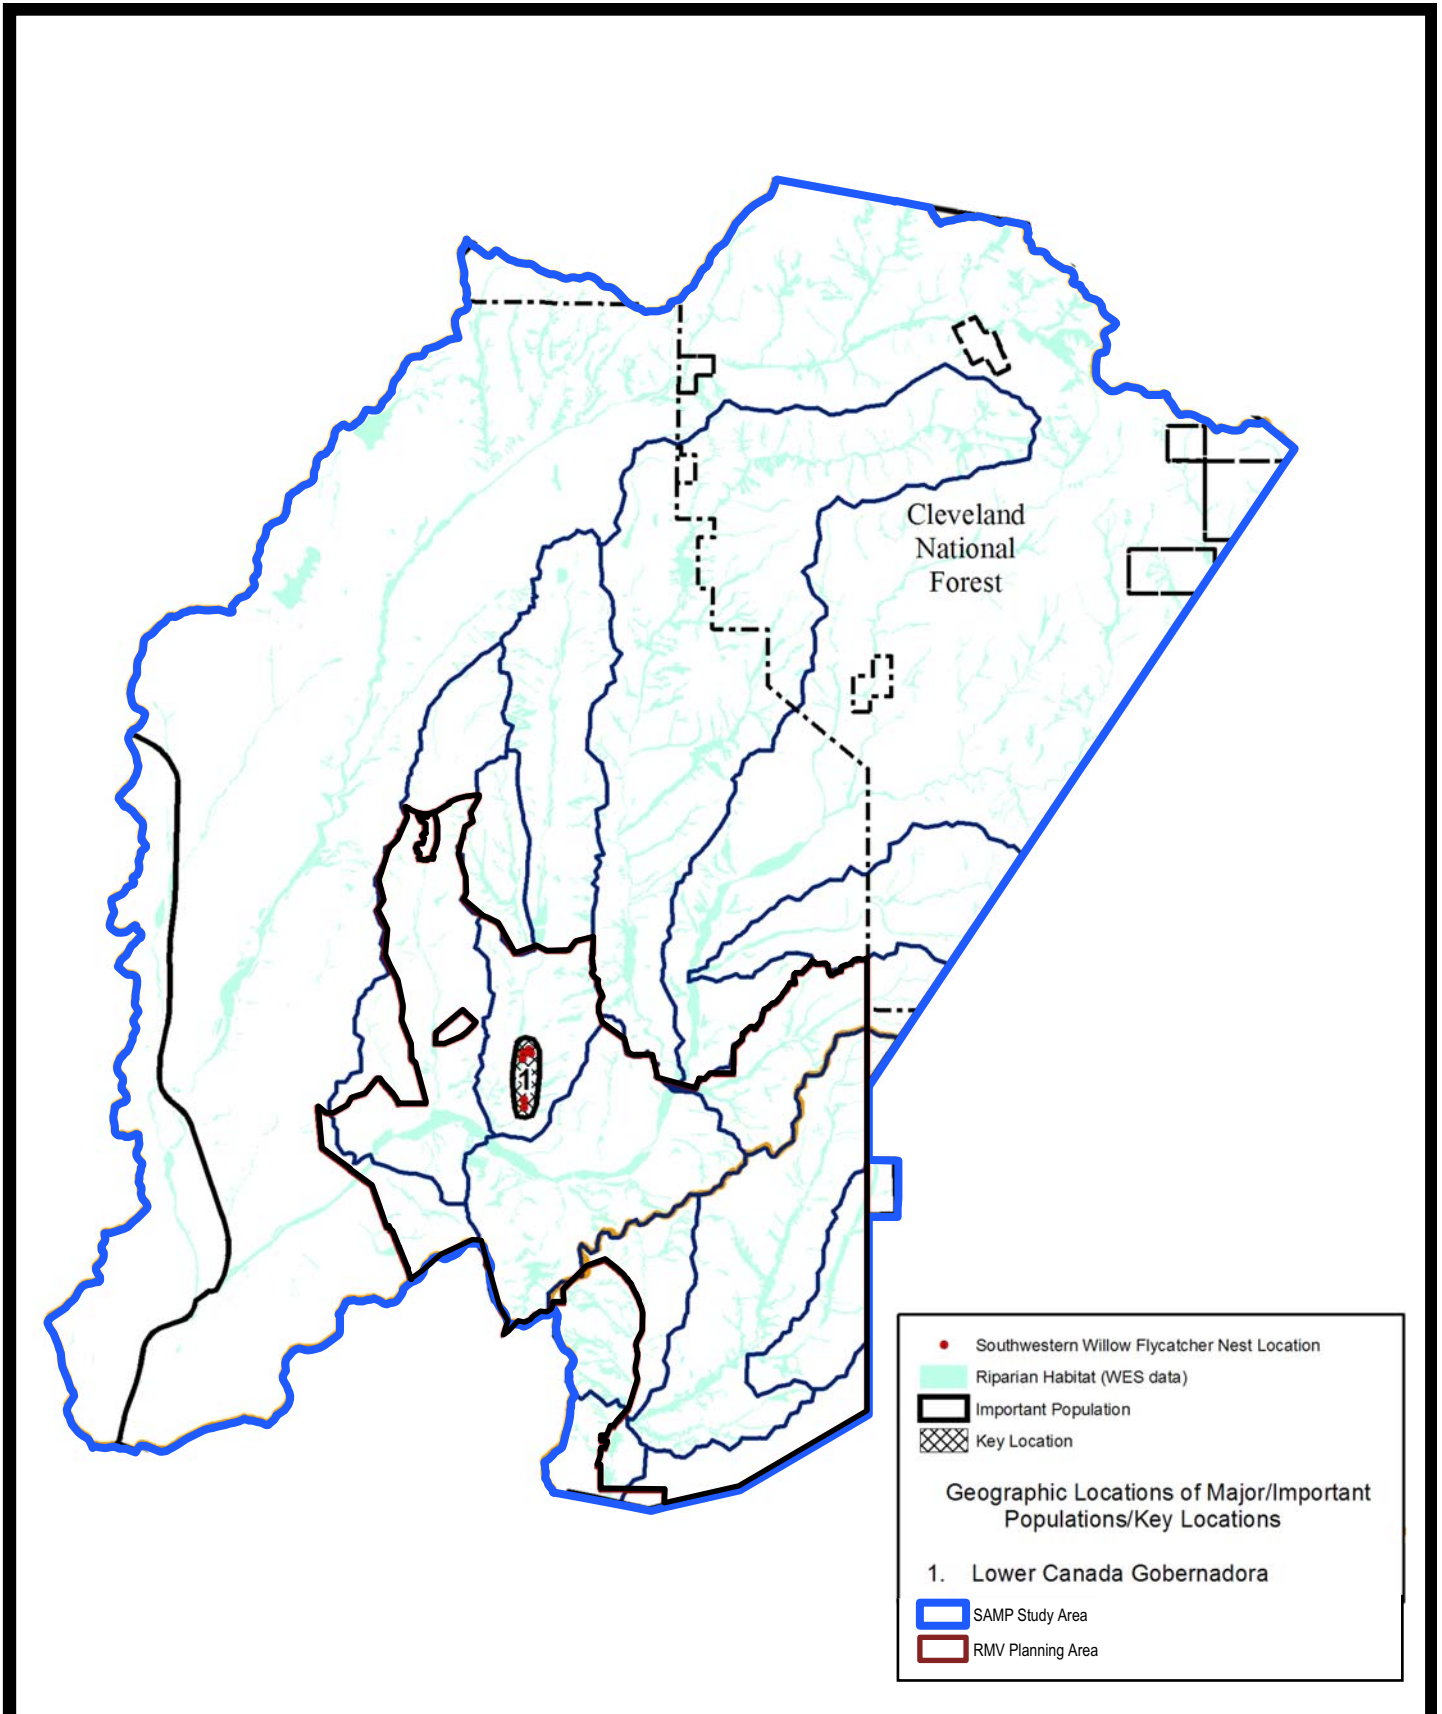 Cleveland
National
Forest
1
Southwestern Willow Flycatcher Nest Location
Riparian Habitat (WES data)
Important Population
Key Location
Geographic Locations of Major/Important
Populations/Key Locations
1. Lower Canada Gobernadora
SAMP Study Area
RMV Planning Area